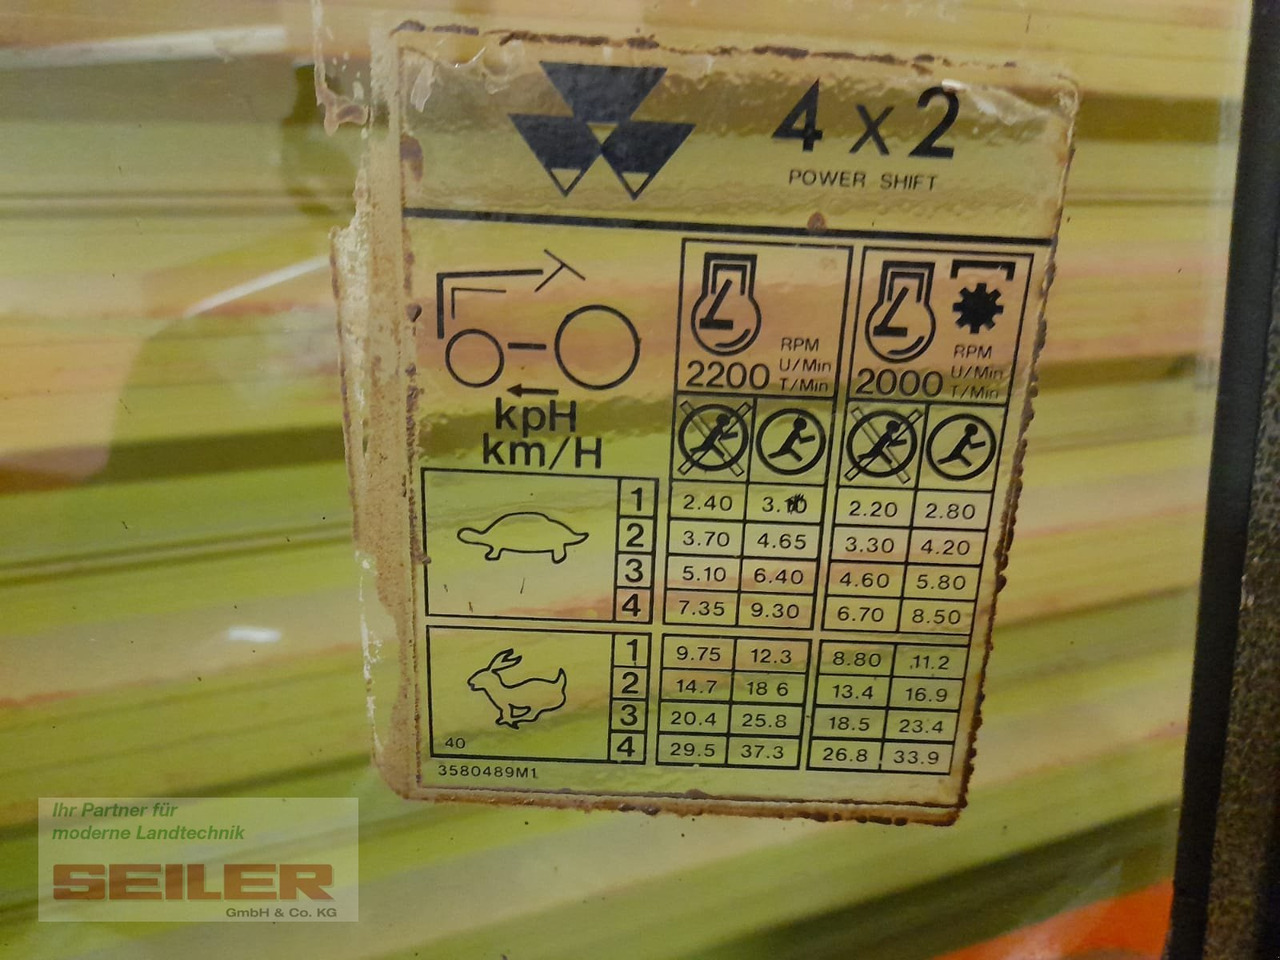 4 x 2
POWER SHIFT
RPM
U/Min
2200 T/Min
RPM
U/Min
2000 T/Min
kpH
km/H
1 2.40 2.20 2.80
2 3.70 4.65 3.30 4.20
3 5.10 6.40 4.60 5.80
4 7.35 9.30 6.70 8.50
1 9.75 12.3 8.80 11.2
2 14.7 18 6 13.4 16.9
3 20.4 25.8 18.5 23.4
40 4 29.5 37.3 26.8 33.9
3580489M1
Ihr Partner für
moderne Landtechnik
SEILER
GmbH & Co. KG